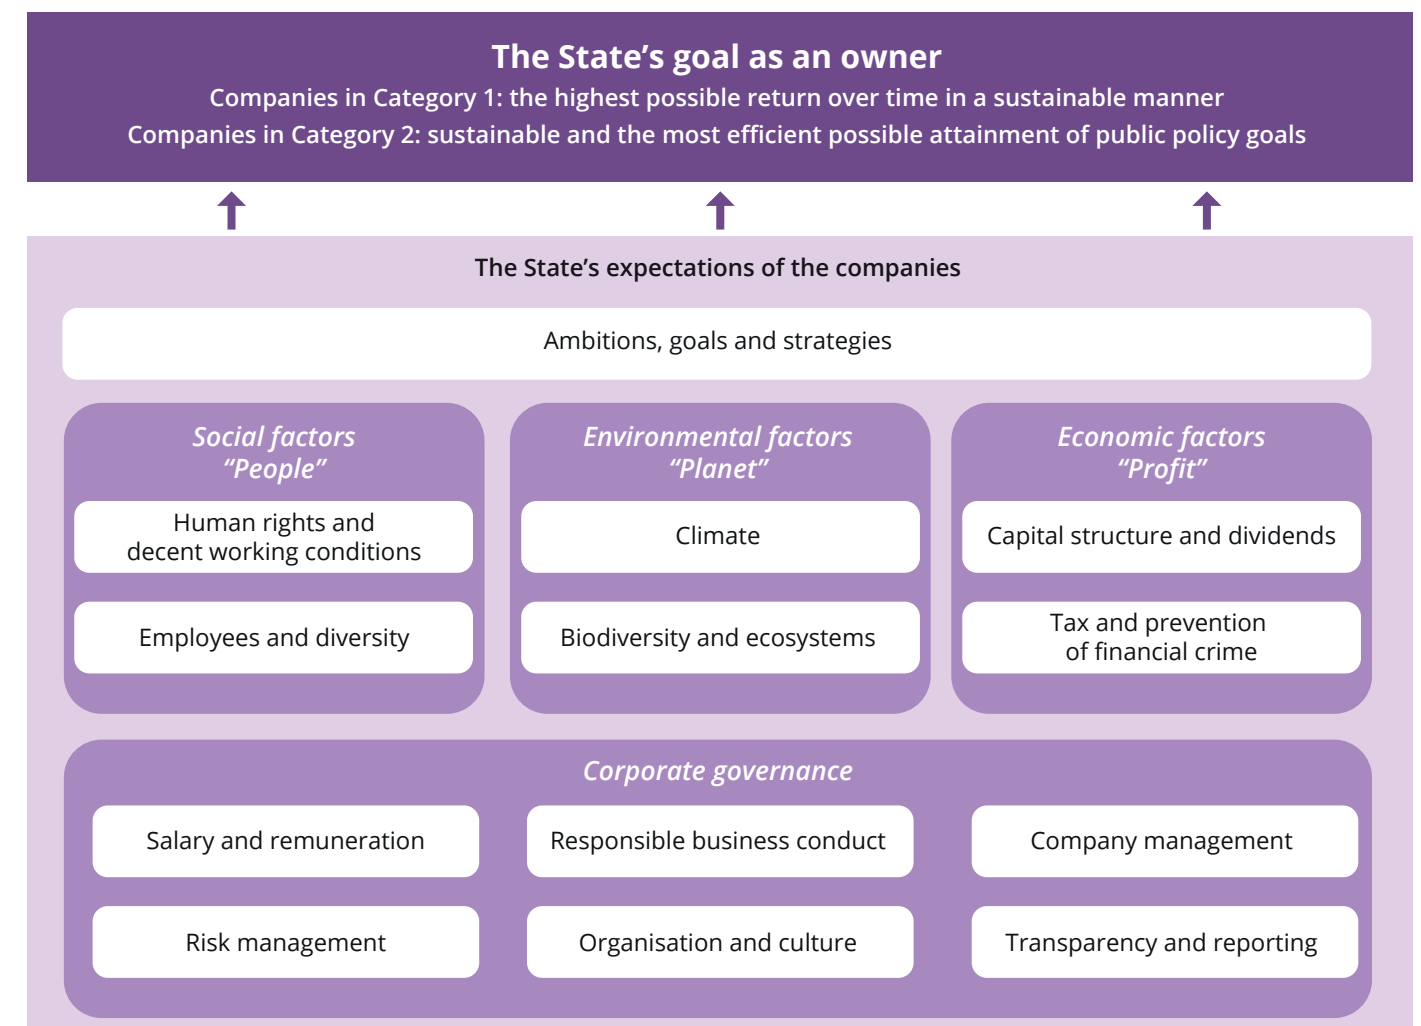 The State’s goal as an owner
Companies in Category 1: the highest possible return over time in a sustainable manner
Companies in Category 2: sustainable and the most efficient possible attainment of public policy goals
The State’s expectations of the companies
Ambitions, goals and strategies
Social factors
“People”
Human rights and
decent working conditions
Employees and diversity
Environmental factors
“Planet”
Climate
Biodiversity and ecosystems
Economic factors
“Profit”
Capital structure and dividends
Tax and prevention
of financial crime
Corporate governance
Salary and remuneration
Responsible business conduct
Company management
Risk management
Organisation and culture
Transparency and reporting